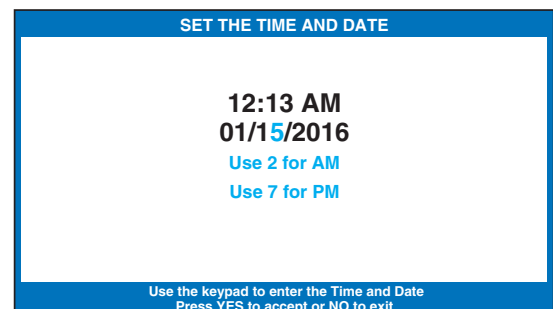 SET THE TIME AND DATE
12:13 AM
01/15/2016
Use 2 for AM
Use 7 for PM
Use the keypad to enter the Time and Date
Press YES to accept or NO to exit